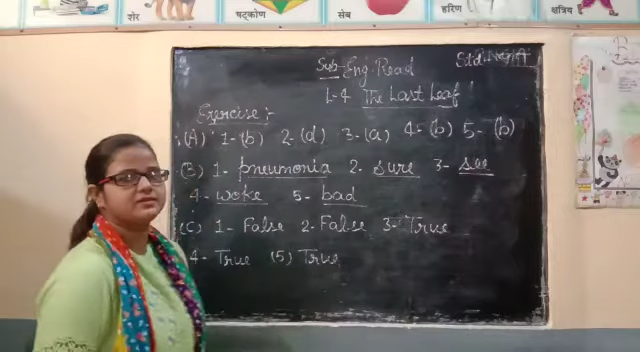 शेर षट्कोण सेब हरिण क्षत्रिय
Sub-Eng.Read Std.
L-4 The Last Leaf
Exercise:-
(A) 1-(b) 2-(d) 3-(a) 4-(b) 5-(b)
(B) 1- pneumonia 2- sure 3- see
4- woke 5- bad
(C) 1- False 2- False 3- True
4- True (5) True